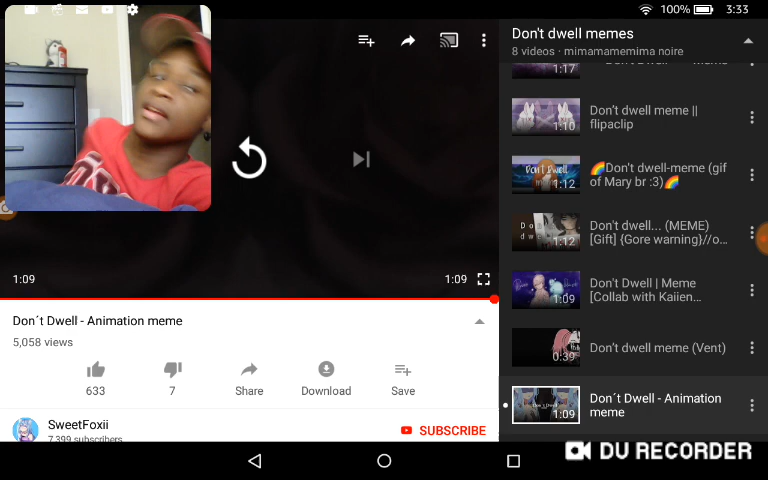 100% 3:33
Don't dwell memes
8 videos · mimamamemima noire
1:17
Don't dwell meme ||
flipaclip
1:10
🌈Don't dwell-meme (gif
of Mary br :3)🌈
Don't Dwell
1:12
Don't dwell... (MEME)
[Gift] {Gore warning}//o...
1:12
Don't Dwell | Meme
[Collab with Kaiien...
1:09
Don't dwell meme (Vent)
0:39
Don´t Dwell - Animation
meme
1:09
1:09 1:09
Don´t Dwell - Animation meme
5,058 views
633 7 Share Download Save
SweetFoxii
7,399 subscribers
SUBSCRIBE
DU RECORDER